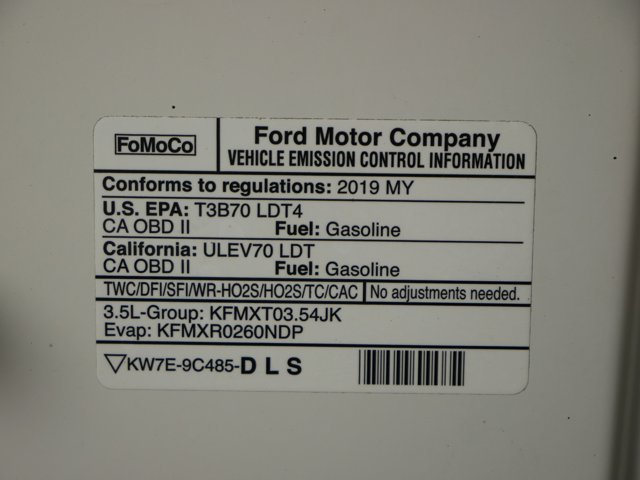 FoMoCo
Ford Motor Company
VEHICLE EMISSION CONTROL INFORMATION
Conforms to regulations: 2019 MY
U.S. EPA: T3B70 LDT4
CA OBD II Fuel: Gasoline
California: ULEV70 LDT
CA OBD II Fuel: Gasoline
TWC/DFI/SFI/WR-HO2S/HO2S/TC/CAC No adjustments needed.
3.5L-Group: KFMXT03.54JK
Evap: KFMXR0260NDP
KW7E-9C485-D L S